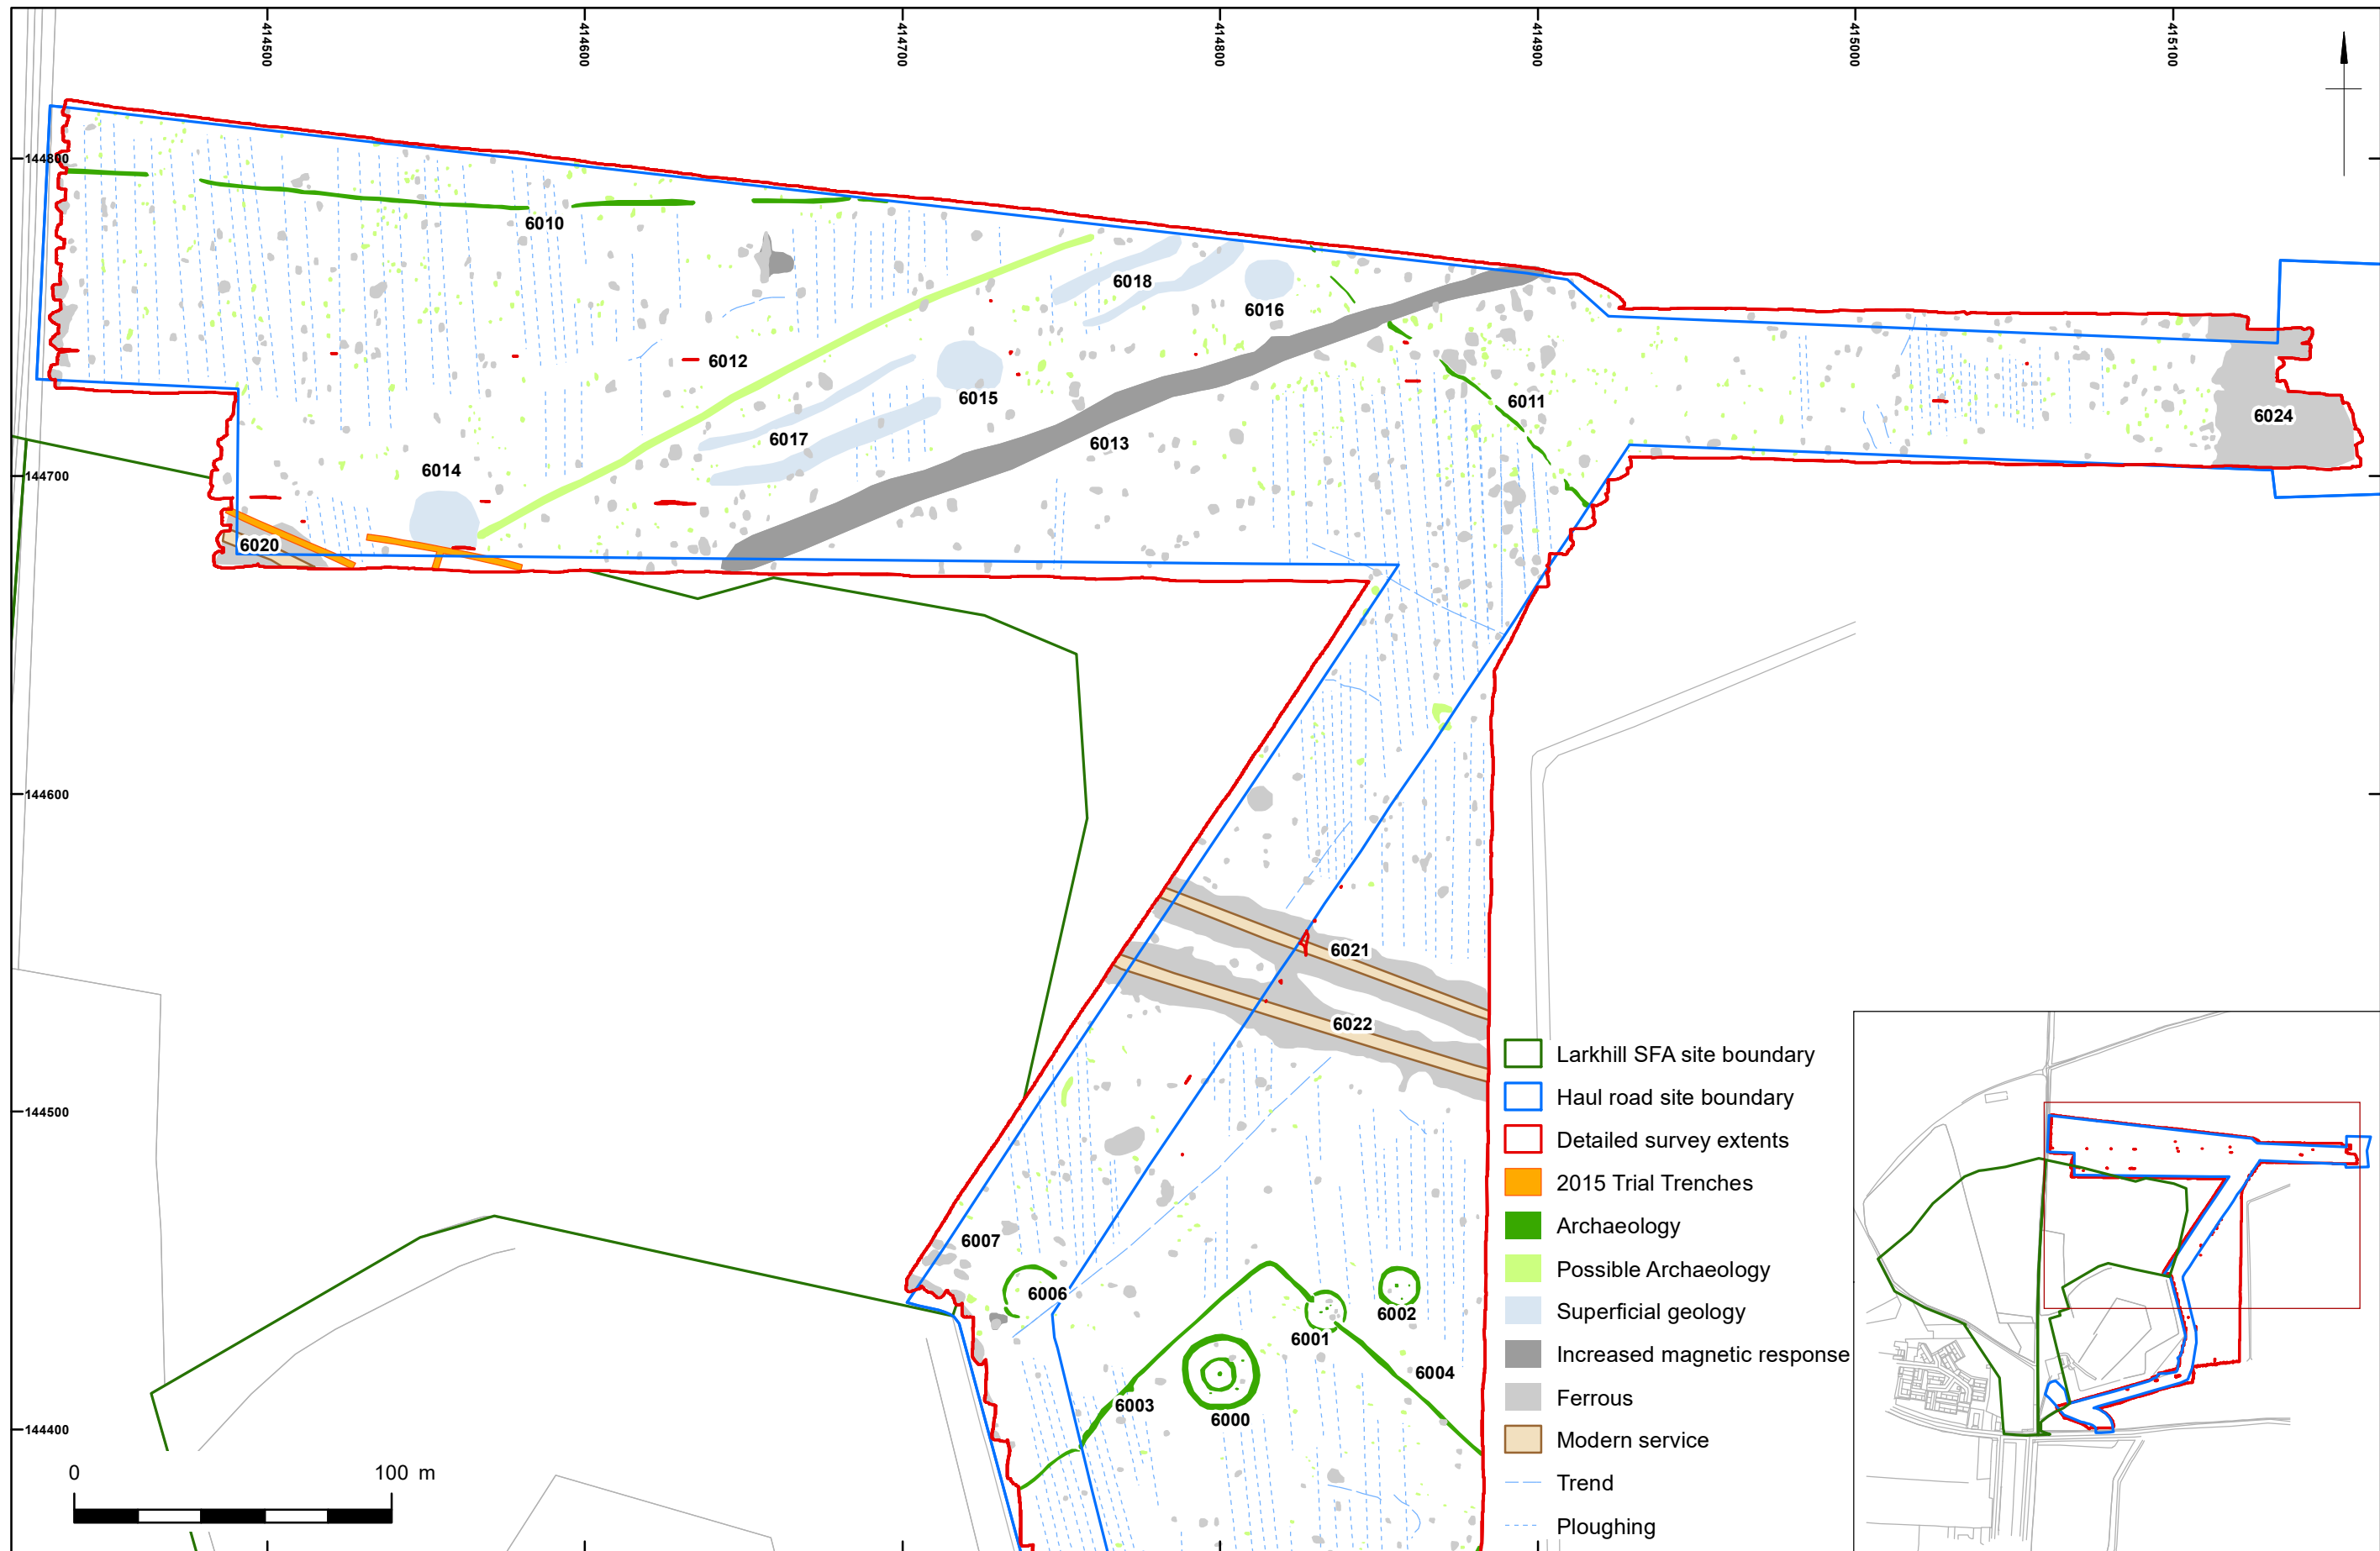 414500
414600
414700
414800
414900
415000
415100
144800
144700
144600
144500
144400
6010
6018
6016
6012
6015
6011
6017
6013
6024
6014
6020
6021
6022
6007
6006
6002
6001
6004
6003
6000
Larkhill SFA site boundary
Haul road site boundary
Detailed survey extents
2015 Trial Trenches
Archaeology
Possible Archaeology
Superficial geology
Increased magnetic response
Ferrous
Modern service
Trend
Ploughing
0 100 m